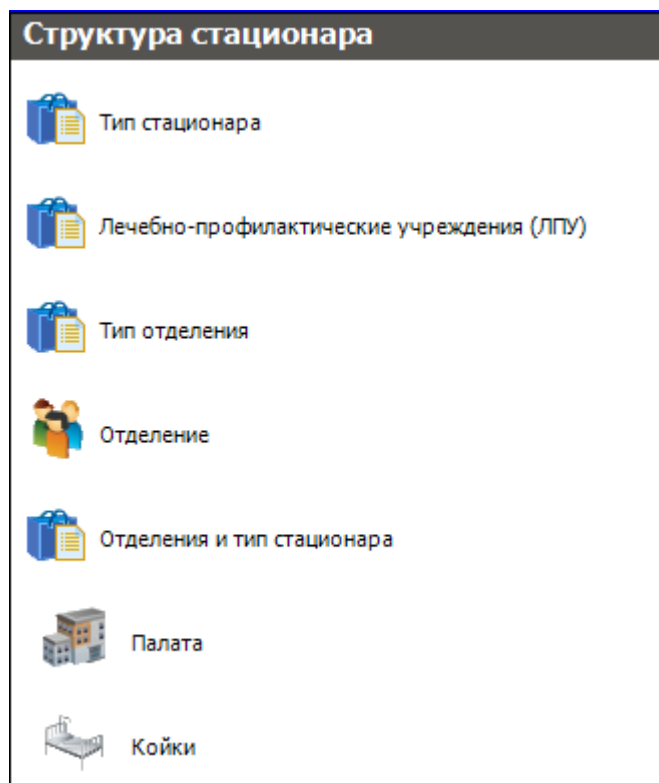 Структура стационара
Тип стационара
Лечебно-профилактические учреждения (ЛПУ)
Тип отделения
Отделение
Отделения и тип стационара
Палата
Койки